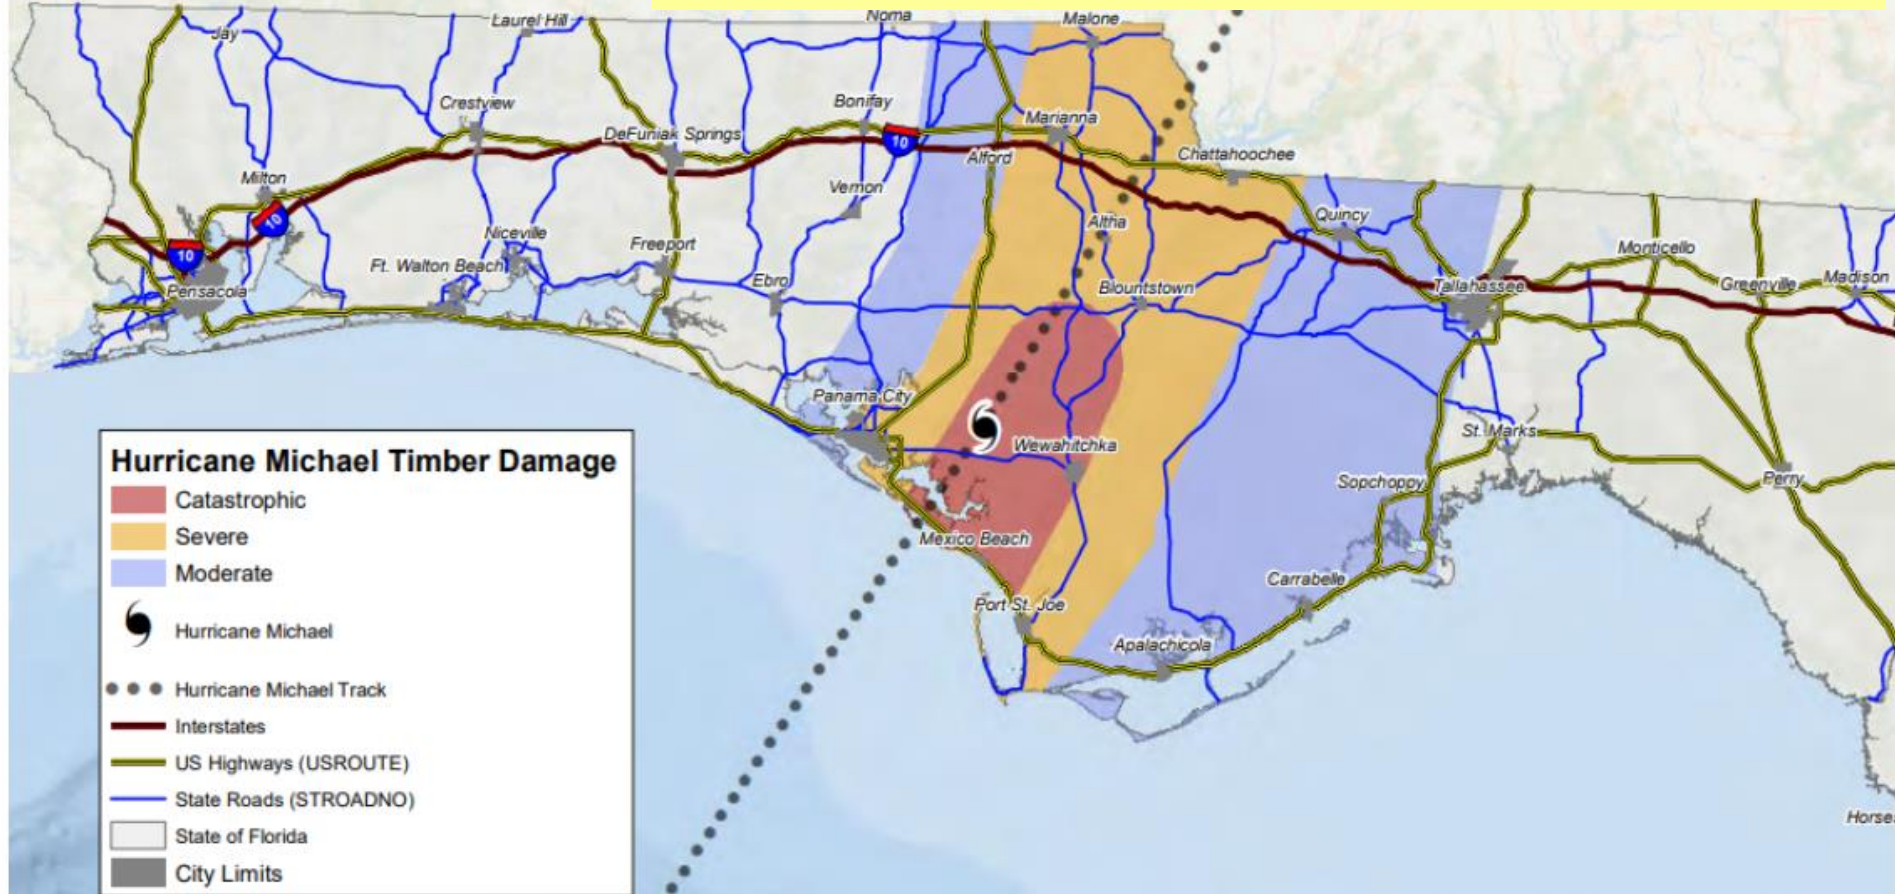 Laurel Hill
Noma
Malone
Jay
Crestview
Bonifay
DeFuniak Springs
10
Marianna
Alford
Chattahoochee
Milton
Vernon
10
Niceville
Altha
Quincy
Freeport
10
Ft. Walton Beach
Monticello
Ebro
Blountstown
Tallahassee
Greenville
Madison
Pensacola
Panama City
St. Marks
Wewahitchka
Sopchoppy
Perry
Mexico Beach
Carrabelle
Port St. Joe
Apalachicola
Horse
Hurricane Michael Timber Damage
Catastrophic
Severe
Moderate
Hurricane Michael
Hurricane Michael Track
Interstates
US Highways (USROUTE)
State Roads (STROADNO)
State of Florida
City Limits